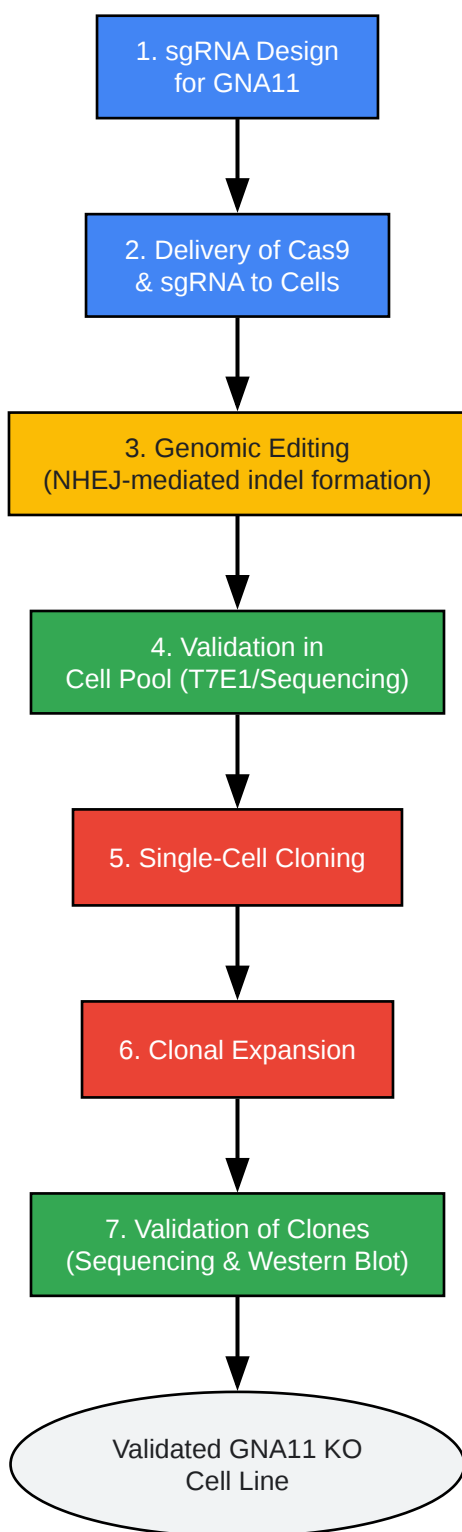 1. sgRNA Design
for GNA11
2. Delivery of Cas9
& sgRNA to Cells
3. Genomic Editing
(NHEJ-mediated indel formation)
4. Validation in
Cell Pool (T7E1/Sequencing)
5. Single-Cell Cloning
6. Clonal Expansion
7. Validation of Clones
(Sequencing & Western Blot)
Validated GNA11 KO
Cell Line